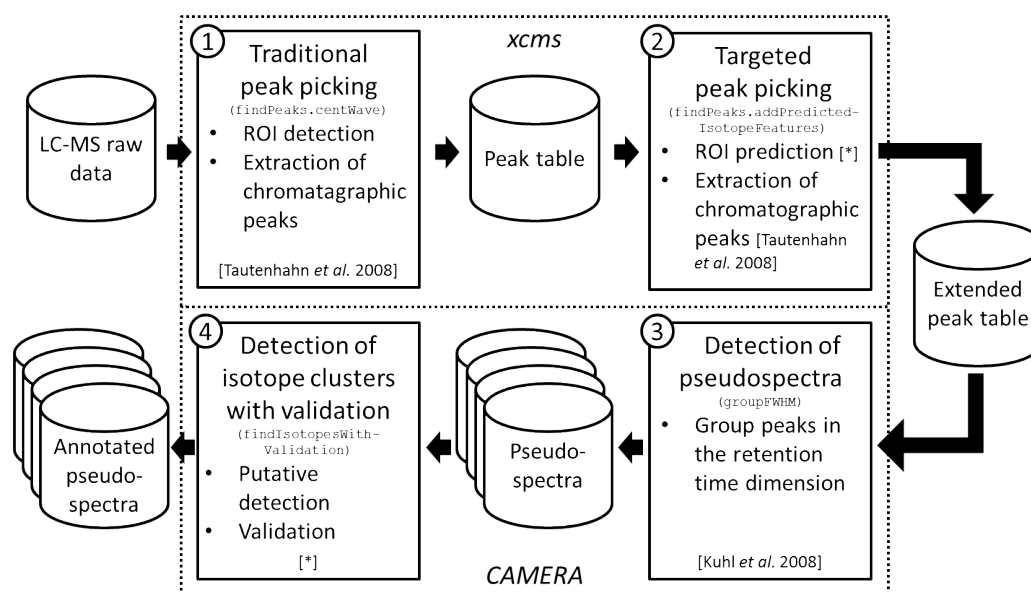 xcms
LC-MS raw
data
1
Traditional
peak picking
(findPeaks.centWave)
• ROI detection
• Extraction of
chromatagraphic
peaks
[Tautenhahn et al. 2008]
Peak table
2
Targeted
peak picking
(findPeaks.addPredicted-
IsotopeFeatures)
• ROI prediction [*]
• Extraction of
chromatographic
peaks [Tautenhahn
et al. 2008]
Extended
peak table
3
Detection of
pseudospectra
(groupFWHM)
• Group peaks in
the retention
time dimension
[Kuhl et al. 2008]
Pseudo-
spectra
4
Detection of
isotope clusters
with validation
(findIsotopesWith-
Validation)
• Putative
detection
• Validation
[*]
Annotated
pseudo-
spectra
CAMERA